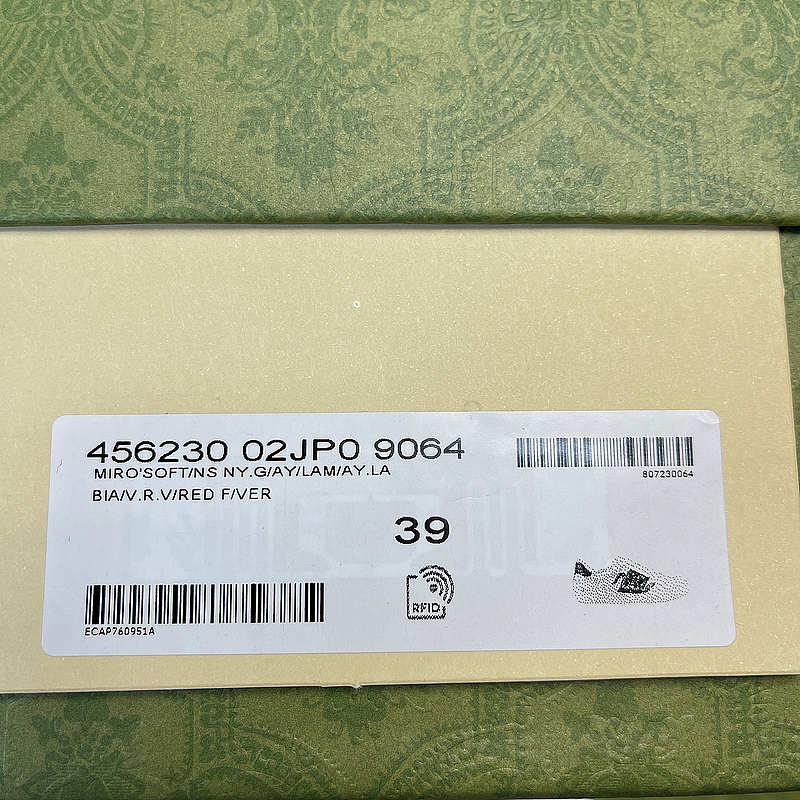 456230 02JP0 9064
MIRO'SOFT/NS NY.G/AY/LAM/AY.LA
BIA/V.R.V/RED F/VER
807230064
39
RFID
ECAP760951A